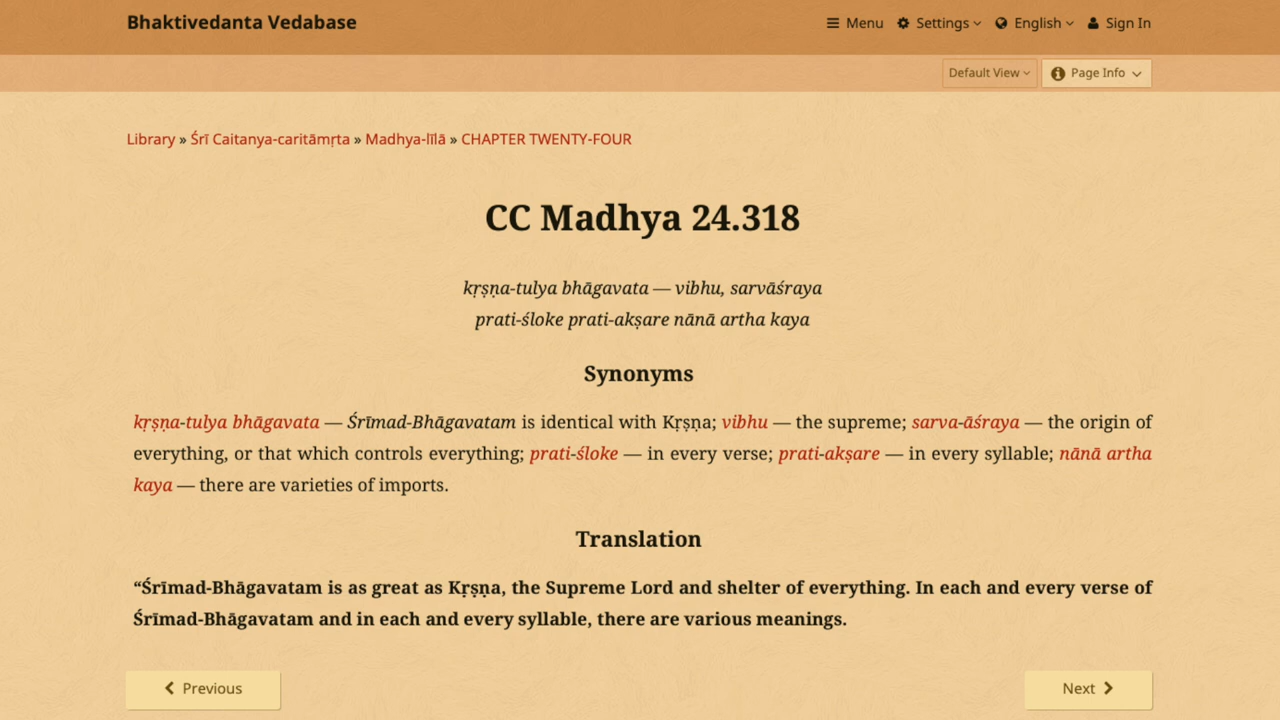 Bhaktivedanta Vedabase
Menu Settings English Sign In
Default View Page Info
Library » Śrī Caitanya-caritāmṛta » Madhya-līlā » CHAPTER TWENTY-FOUR
CC Madhya 24.318
kṛṣṇa-tulya bhāgavata — vibhu, sarvāśraya
prati-śloke prati-akṣare nānā artha kaya
Synonyms
kṛṣṇa-tulya bhāgavata — Śrīmad-Bhāgavatam is identical with Kṛṣṇa; vibhu — the supreme; sarva-āśraya — the origin of
everything, or that which controls everything; prati-śloke — in every verse; prati-akṣare — in every syllable; nānā artha
kaya — there are varieties of imports.
Translation
“Śrīmad-Bhāgavatam is as great as Kṛṣṇa, the Supreme Lord and shelter of everything. In each and every verse of
Śrīmad-Bhāgavatam and in each and every syllable, there are various meanings.
Previous Next